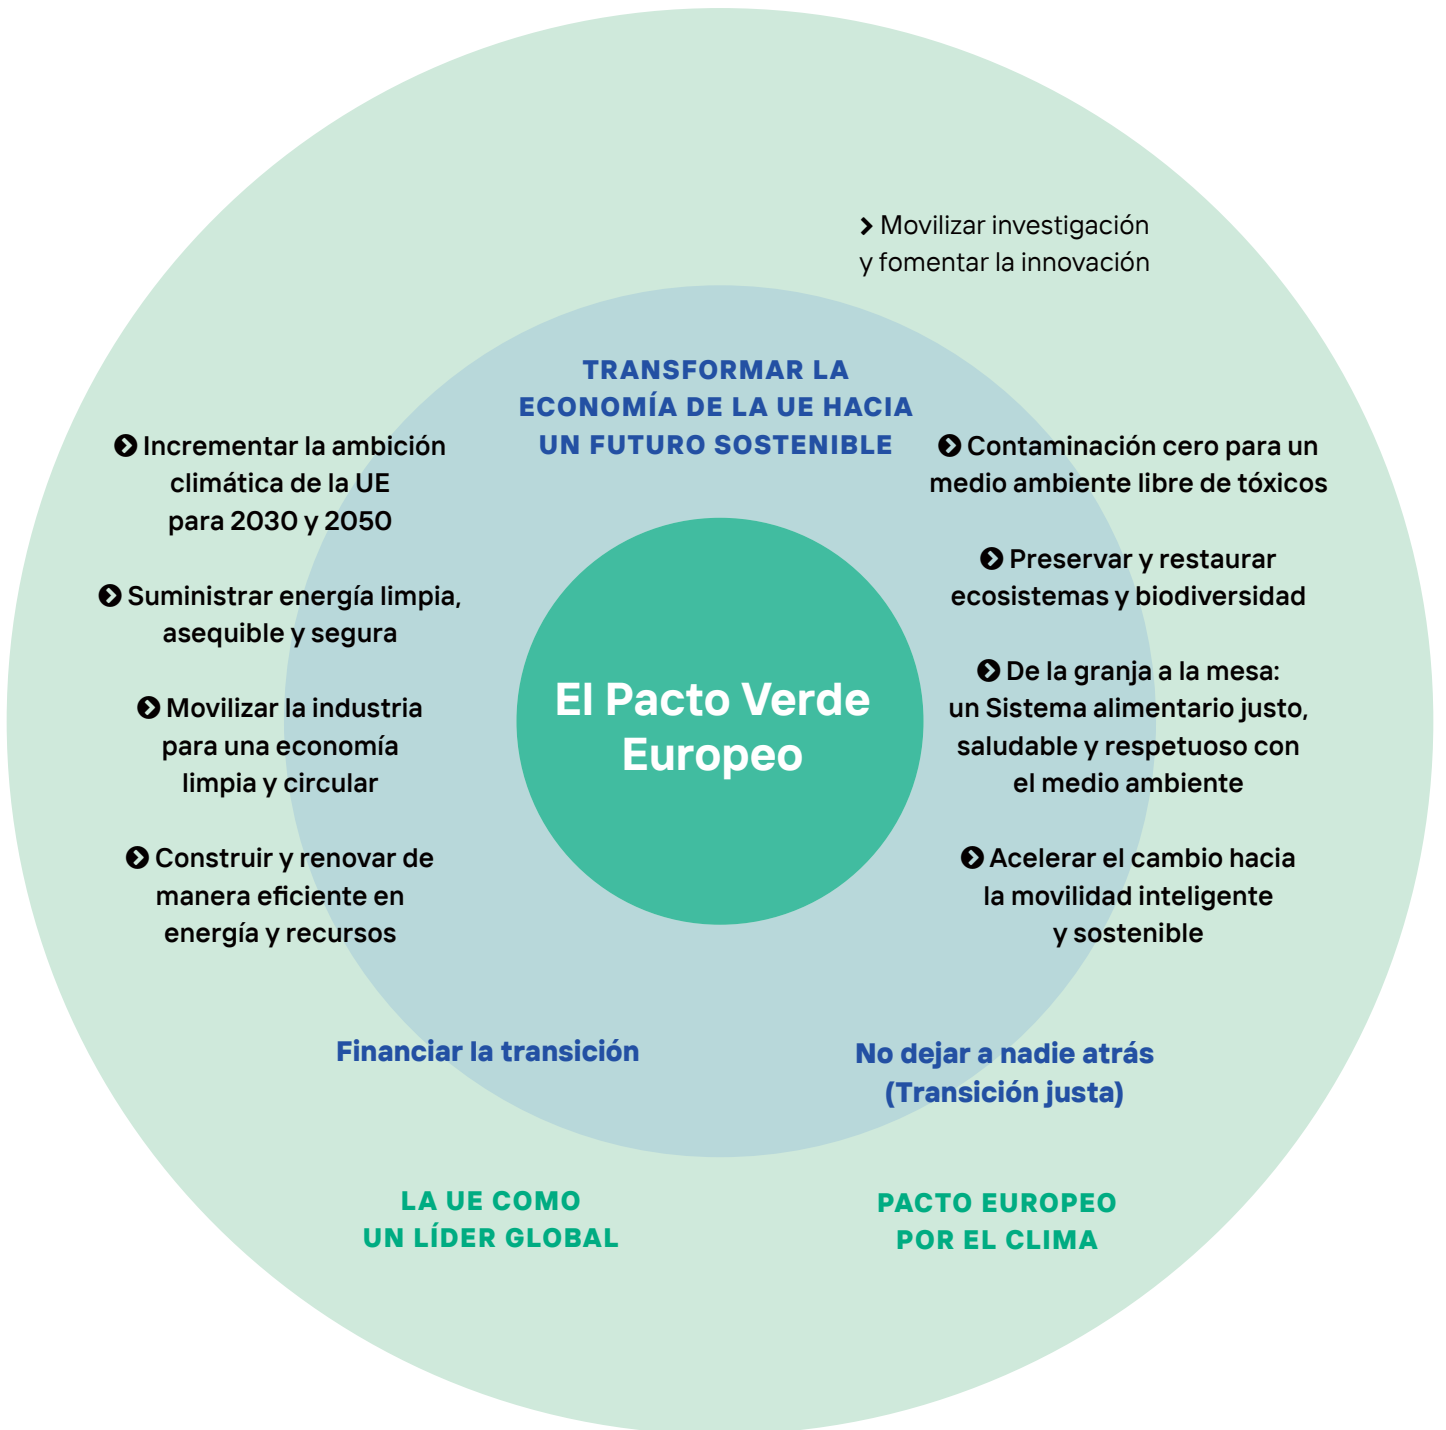 > Movilizar investigación
y fomentar la innovación
TRANSFORMAR LA
ECONOMÍA DE LA UE HACIA
UN FUTURO SOSTENIBLE
Incrementar la ambición
climática de la UE
para 2030 y 2050
Suministrar energía limpia,
asequible y segura
Movilizar la industria
para una economía
limpia y circular
Construir y renovar de
manera eficiente en
energía y recursos
El Pacto Verde
Europeo
Contaminación cero para un
medio ambiente libre de tóxicos
Preservar y restaurar
ecosistemas y biodiversidad
De la granja a la mesa:
un Sistema alimentario justo,
saludable y respetuoso con
el medio ambiente
Acelerar el cambio hacia
la movilidad inteligente
y sostenible
Financiar la transición
No dejar a nadie atrás
(Transición justa)
LA UE COMO
UN LÍDER GLOBAL
PACTO EUROPEO
POR EL CLIMA